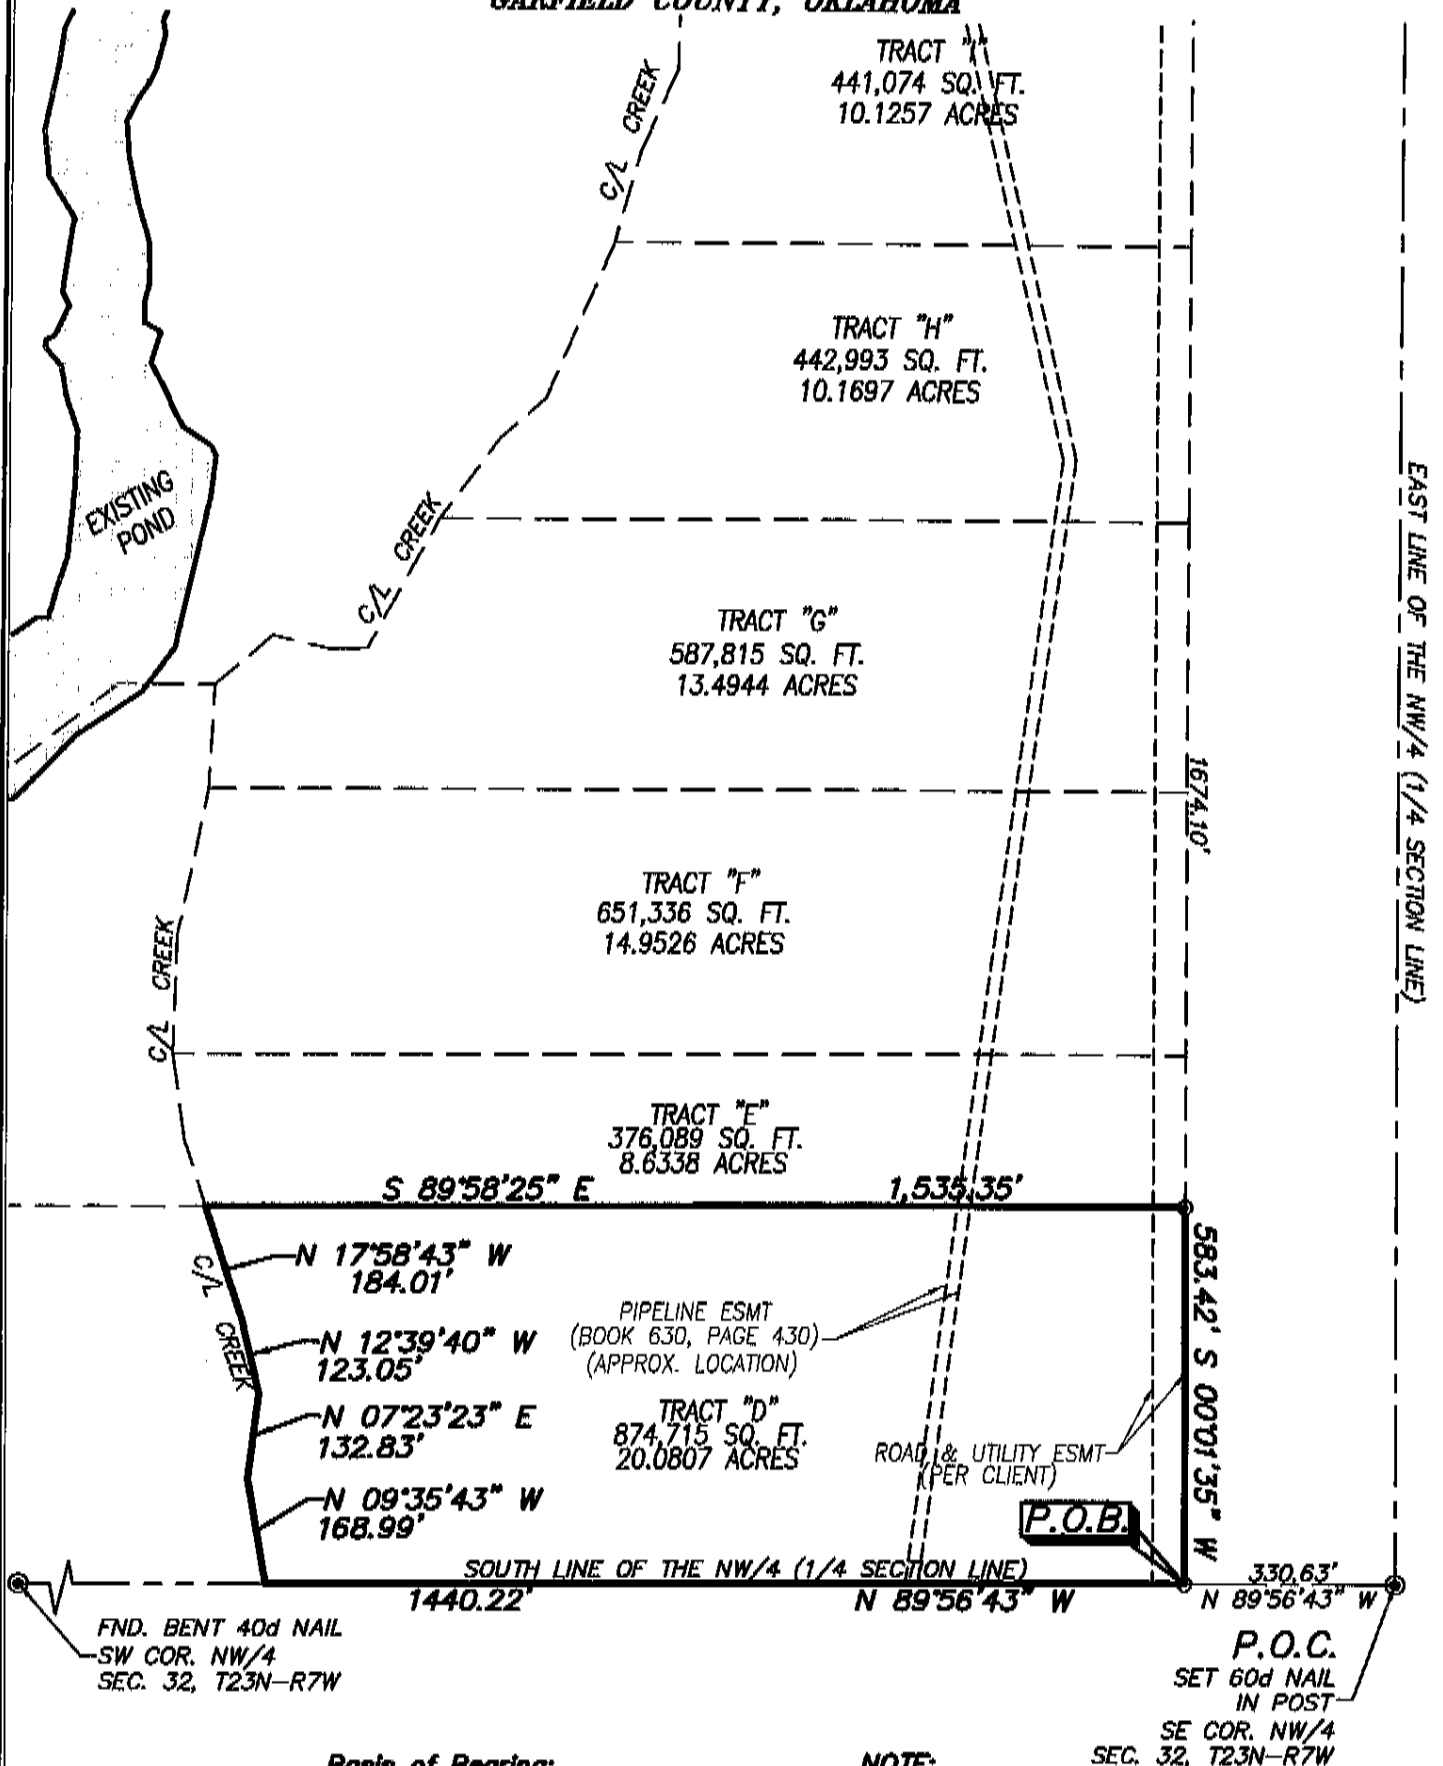 GARFIELD COUNTY, OKLAHOMA
TRACT "I"
441,074 SQ. FT.
10.1257 ACRES
C/L CREEK
TRACT "H"
442,993 SQ. FT.
10.1697 ACRES
EXISTING
POND
C/L CREEK
EAST LINE OF THE NW/4 (1/4 SECTION LINE)
TRACT "G"
587,815 SQ. FT.
13.4944 ACRES
1674.10'
TRACT "F"
651,336 SQ. FT.
14.9526 ACRES
C/L CREEK
TRACT "E"
376,089 SQ. FT.
8.6338 ACRES
S 89°58'25" E 1,535.35'
N 17°58'43" W
184.01'
C/L CREEK
583.42' S 00°01'35" W
PIPELINE ESMT
(BOOK 630, PAGE 430)
(APPROX. LOCATION)
N 12°39'40" W
123.05'
N 07°23'23" E
132.83'
TRACT "D"
874,715 SQ. FT.
20.0807 ACRES
ROAD & UTILITY ESMT
(PER CLIENT)
N 09°35'43" W
168.99'
P.O.B.
SOUTH LINE OF THE NW/4 (1/4 SECTION LINE)
1440.22' N 89°56'43" W
330.63'
N 89°56'43" W
FND. BENT 40d NAIL
SW COR. NW/4
SEC. 32, T23N-R7W
P.O.C.
SET 60d NAIL
IN POST
SE COR. NW/4
SEC. 32, T23N-R7W
Basis of Bearing:
NOTE: